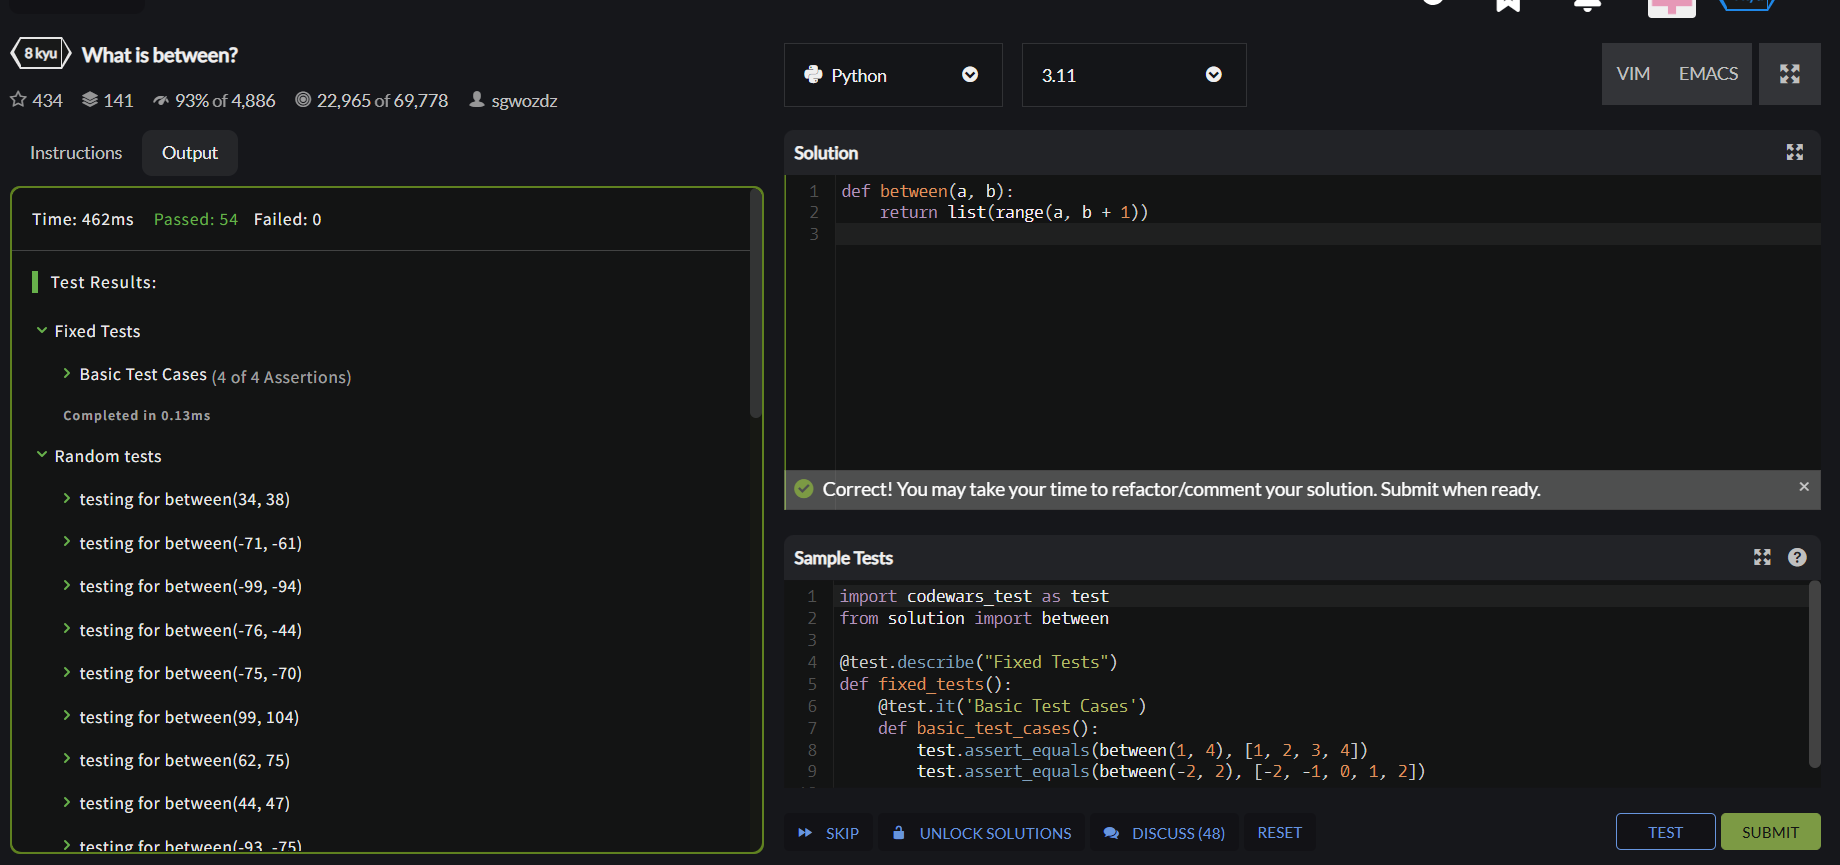 8 kyu What is between?
434 141 93% of 4,886 22,965 of 69,778 sgwozdz
Instructions Output
Time: 462ms Passed: 54 Failed: 0
Test Results:
Fixed Tests
Basic Test Cases (4 of 4 Assertions)
Completed in 0.13ms
Random tests
testing for between(34, 38)
testing for between(-71, -61)
testing for between(-99, -94)
testing for between(-76, -44)
testing for between(-75, -70)
testing for between(99, 104)
testing for between(62, 75)
testing for between(44, 47)
testing for between(-93, -75)
Python 3.11 VIM EMACS
Solution
1 def between(a, b):
2     return list(range(a, b + 1))
3
Correct! You may take your time to refactor/comment your solution. Submit when ready. ×
Sample Tests ?
1 import codewars_test as test
2 from solution import between
3
4 @test.describe("Fixed Tests")
5 def fixed_tests():
6     @test.it('Basic Test Cases')
7     def basic_test_cases():
8         test.assert_equals(between(1, 4), [1, 2, 3, 4])
9         test.assert_equals(between(-2, 2), [-2, -1, 0, 1, 2])
SKIP UNLOCK SOLUTIONS DISCUSS (48) RESET TEST SUBMIT